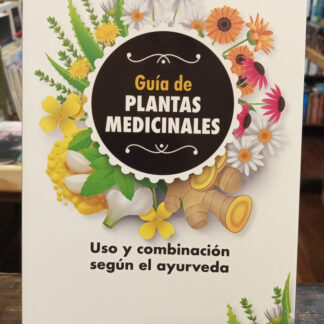 Guía de
PLANTAS
MEDICINALES
Uso y combinación
según el ayurveda